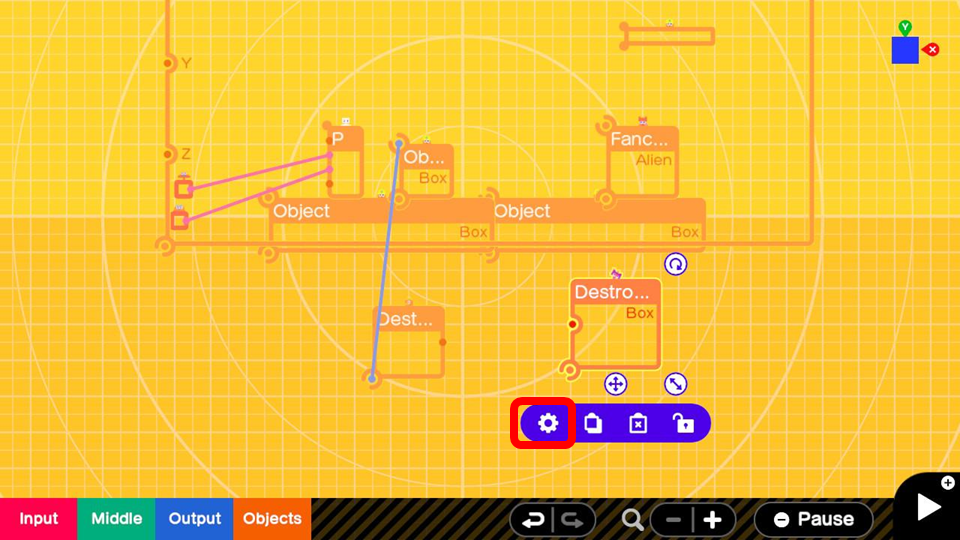 Y
X
Y
Z
P
Ob...
Box
Fanc...
Alien
Object
Box
Object
Box
Destro...
Box
Dest...
Input
Middle
Output
Objects
Pause